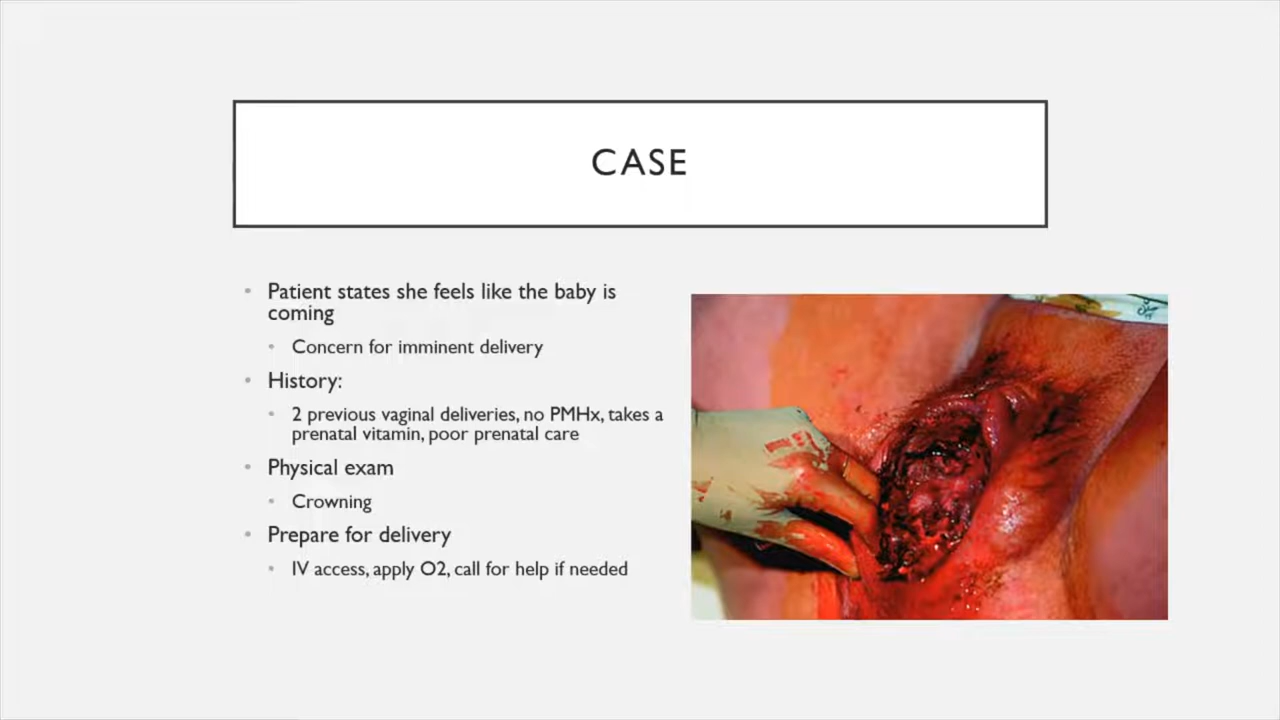 CASE
Patient states she feels like the baby is
coming
Concern for imminent delivery
History:
2 previous vaginal deliveries, no PMHx, takes a
prenatal vitamin, poor prenatal care
Physical exam
Crowning
Prepare for delivery
IV access, apply O2, call for help if needed